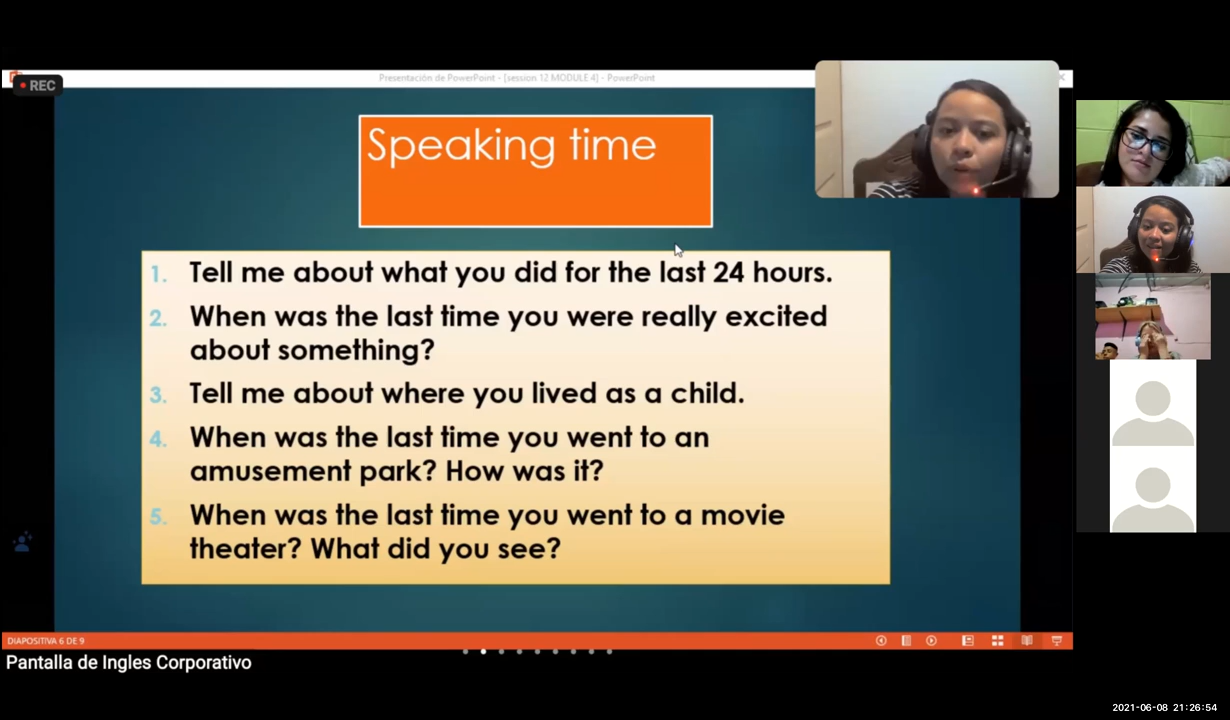 Presentación de PowerPoint - [session 12 MODULE 4] - PowerPoint
REC
Speaking time
1. Tell me about what you did for the last 24 hours.
2. When was the last time you were really excited
about something?
3. Tell me about where you lived as a child.
4. When was the last time you went to an
amusement park? How was it?
5. When was the last time you went to a movie
theater? What did you see?
DIAPOSITIVA 6 DE 9
Pantalla de Ingles Corporativo
2021-06-08 21:26:54